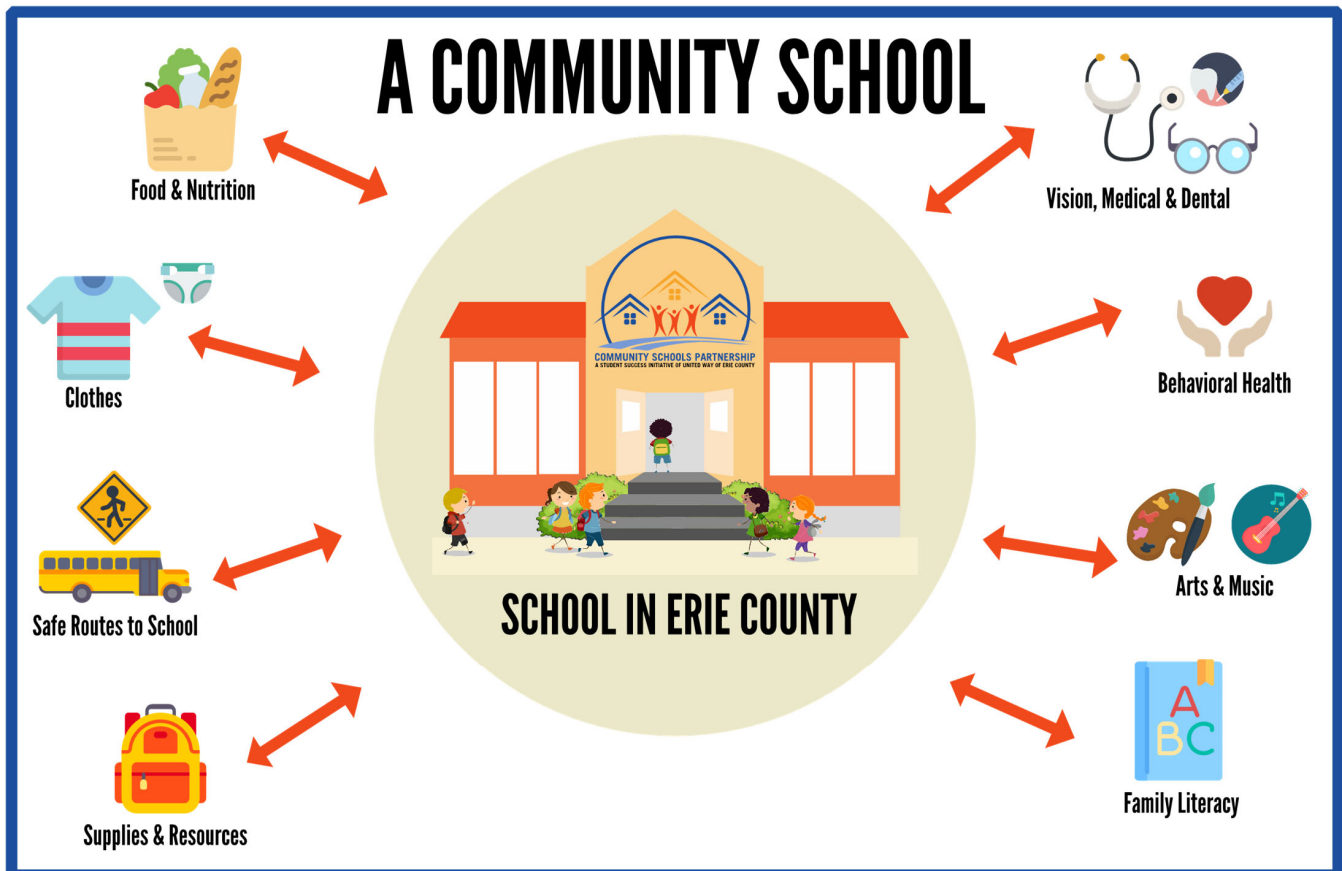 A COMMUNITY SCHOOL
Food & Nutrition
Clothes
Safe Routes to School
Supplies & Resources
COMMUNITY SCHOOLS PARTNERSHIP
A STUDENT SUCCESS INITIATIVE OF UNITED WAY OF ERIE COUNTY
SCHOOL IN ERIE COUNTY
Vision, Medical & Dental
Behavioral Health
Arts & Music
A
BC
Family Literacy